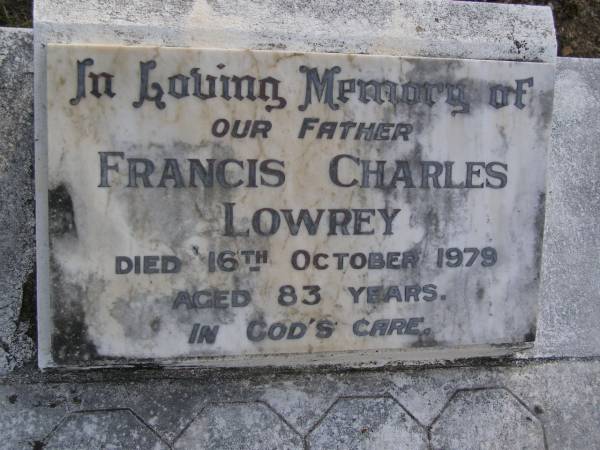 In Loving Memory of
OUR FATHER
FRANCIS CHARLES
LOWREY
DIED 16TH OCTOBER 1979
AGED 83 YEARS.
IN GOD'S CARE.